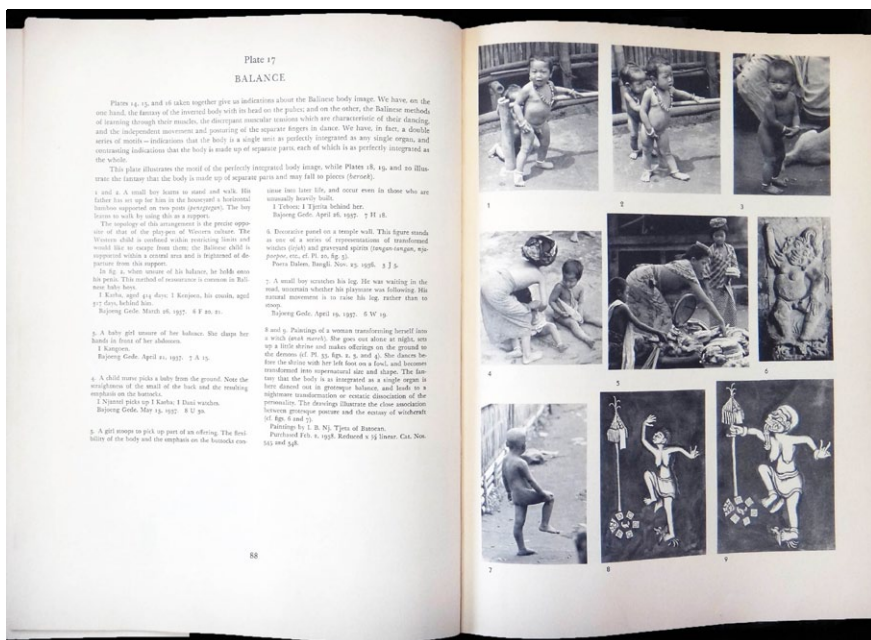 Plate 17
BALANCE
Plates 14, 15, and 16 taken together give us indications about the Balinese body image. We have, on the
one hand, the fantasy of the inverted body with its head on the pubes; and on the other, the Balinese methods
of learning through their muscles, the discrepant muscular tensions which are characteristic of their dancing,
and the independent movement and posturing of the separate fingers in dance. We have, in fact, a double
series of motifs—indications that the body is a single unit as perfectly integrated as any single organ, and
contrasting indications that the body is made up of separate parts, each of which is as perfectly integrated as
the whole.
This plate illustrates the motif of the perfectly integrated body image, while Plates 18, 19, and 20 illus-
trate the fantasy that the body is made up of separate parts and may fall to pieces (beroek).
1 and 2. A small boy learns to stand and walk. His
father has set up for him in the houseyard a horizontal
bamboo supported on two posts (penegtegan). The boy
learns to walk by using this as a support.
The topology of this arrangement is the precise oppo-
site of that of the play-pen of Western culture. The
Western child is confined within restricting limits and
would like to escape from them; the Balinese child is
supported within a central area and is frightened of de-
parture from this support.
In fig. 2, when unsure of his balance, he holds onto
his penis. This method of reassurance is common in Bali-
nese baby boys.
I Karba, aged 414 days; I Kenjoen, his cousin, aged
317 days, behind him.
Bajoeng Gede. March 26, 1937. 6 F 20, 21.
3. A baby girl unsure of her balance. She clasps her
hands in front of her abdomen.
I Kangoen.
Bajoeng Gede. April 21, 1937. 7 A 19.
4. A child nurse picks a baby from the ground. Note the
straightness of the small of the back and the resulting
emphasis on the buttocks.
I Njantel picks up I Karba; I Dani watches.
Bajoeng Gede. May 13, 1937. 8 U 30.
5. A girl stoops to pick up part of an offering. The flexi-
bility of the body and the emphasis on the buttocks con-
tinue into later life, and occur even in those who are
unusually heavily built.
I Teboes; I Tjerita behind her.
Bajoeng Gede. April 26, 1937. 7 H 18.
6. Decorative panel on a temple wall. This figure stands
as one of a series of representations of transformed
witches (lejak) and graveyard spirits (tangan-tangan, nju-
poepoe, etc., cf. Pl. 20, fig. 5).
Poera Dalem, Bangli. Nov. 23, 1936. 3 J 5.
7. A small boy scratches his leg. He was waiting in the
road, uncertain whether his playmate was following. His
natural movement is to raise his leg, rather than to
stoop.
Bajoeng Gede. April 19, 1937. 6 W 19.
8 and 9. Paintings of a woman transforming herself into
a witch (anak maroeh). She goes out alone at night, sets
up a little shrine and makes offerings on the ground to
the demons (cf. Pl. 53, figs. 2, 3, and 4). She dances be-
fore the shrine with her left foot on a fowl, and becomes
transformed into supernatural size and shape. The fan-
tasy that the body is as integrated as a single organ is
here danced out in grotesque balance, and leads to a
nightmare transformation or ecstatic dissociation of the
personality. The drawings illustrate the close association
between grotesque posture and the ecstasy of witchcraft
(cf. figs. 6 and 7).
Paintings by I. B. Nj. Tjeta of Batoean.
Purchased Feb. 2, 1938. Reduced x 1/4 linear. Cat. Nos.
545 and 548.
88
1
2
3
4
5
6
7
8
9